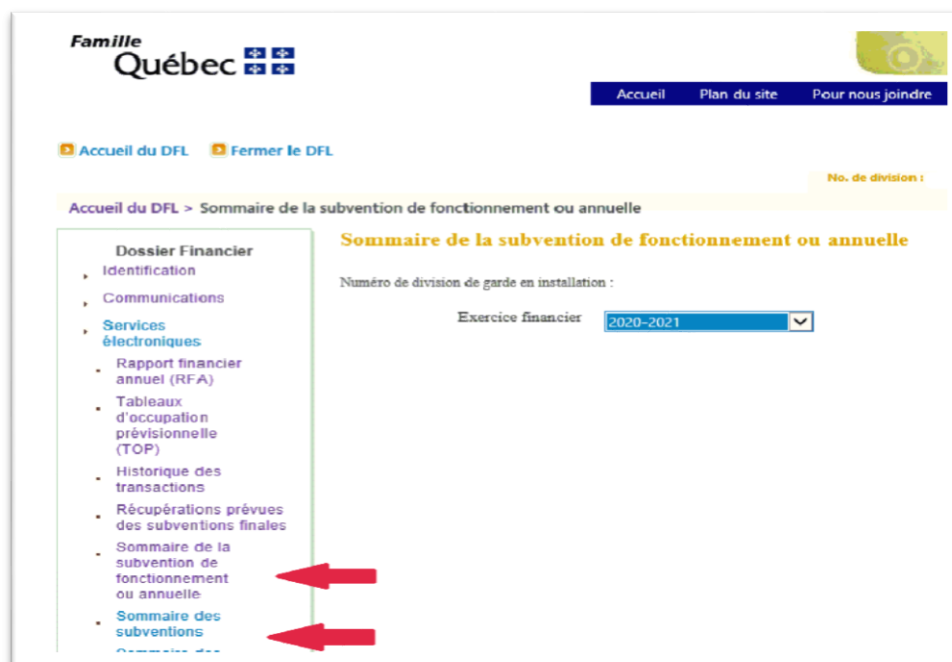 Famille
Québec
Accueil Plan du site Pour nous joindre
Accueil du DFL Fermer le DFL
No. de division :
Accueil du DFL > Sommaire de la subvention de fonctionnement ou annuelle
Dossier Financier
Identification
Communications
Services
électroniques
Rapport financier
annuel (RFA)
Tableaux
d'occupation
prévisionnelle
(TOP)
Historique des
transactions
Récupérations prévues
des subventions finales
Sommaire de la
subvention de
fonctionnement
ou annuelle
Sommaire des
subventions
Sommaire des
Sommaire de la subvention de fonctionnement ou annuelle
Numéro de division de garde en installation :
Exercice financier 2020-2021